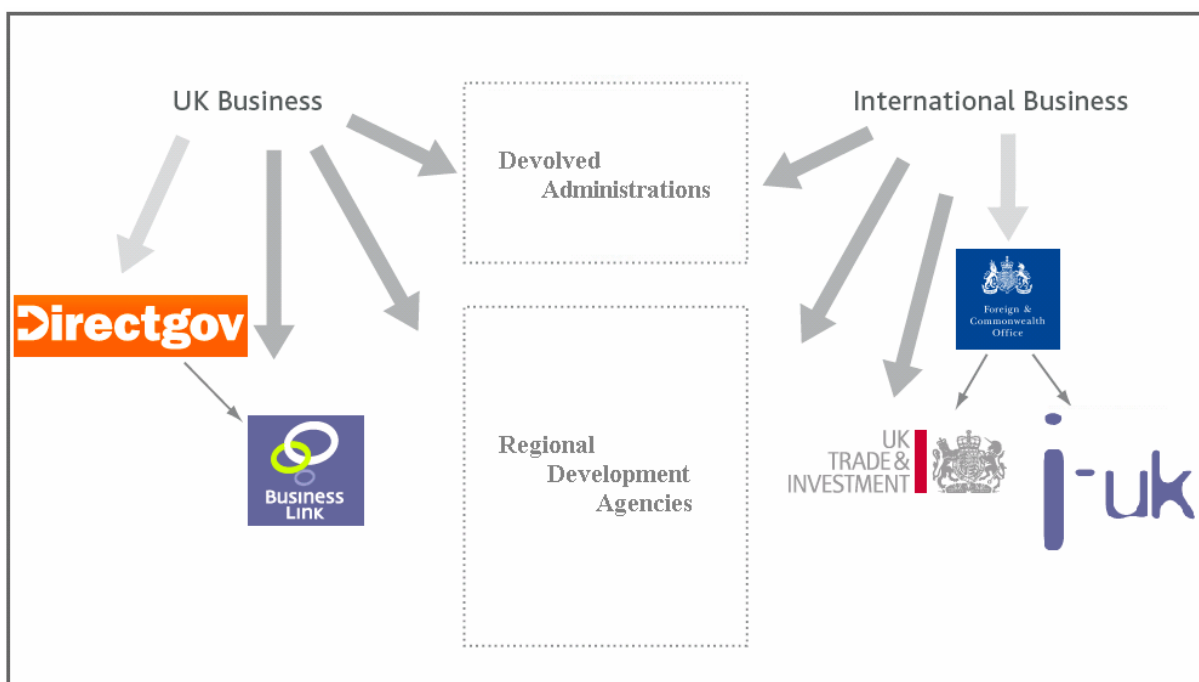 UK Business
International Business
Devolved
Administrations
Directgov
Foreign &
Commonwealth
Office
Business
Link
Regional
Development
Agencies
UK
TRADE &
INVESTMENT
i-uk